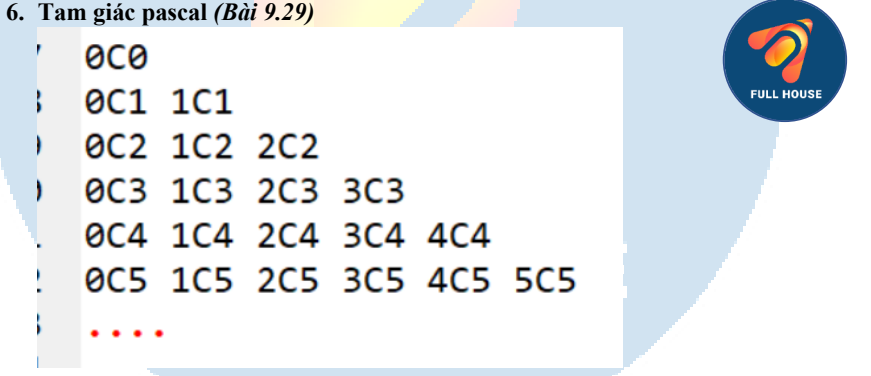 6. Tam giác pascal (Bài 9.29)
0C0
0C1 1C1
0C2 1C2 2C2
0C3 1C3 2C3 3C3
0C4 1C4 2C4 3C4 4C4
0C5 1C5 2C5 3C5 4C5 5C5
....
FULL HOUSE